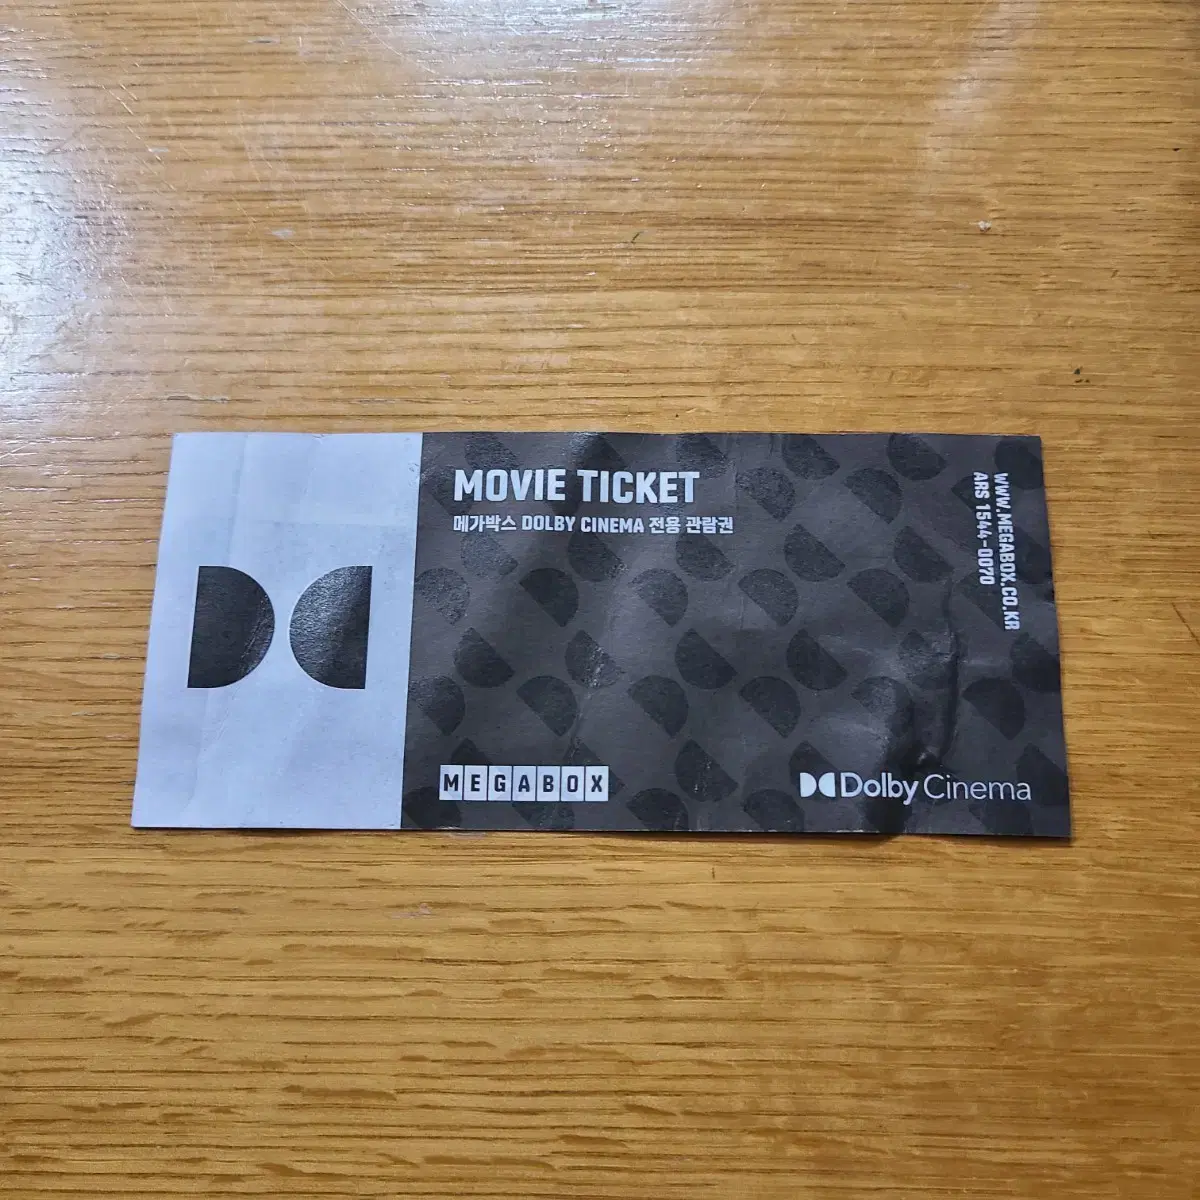 MOVIE TICKET
메가박스 DOLBY CINEMA 전용 관람권
WWW.MEGABOX.CO.KR
ARS 1544-0070
MEGABOX
Dolby Cinema